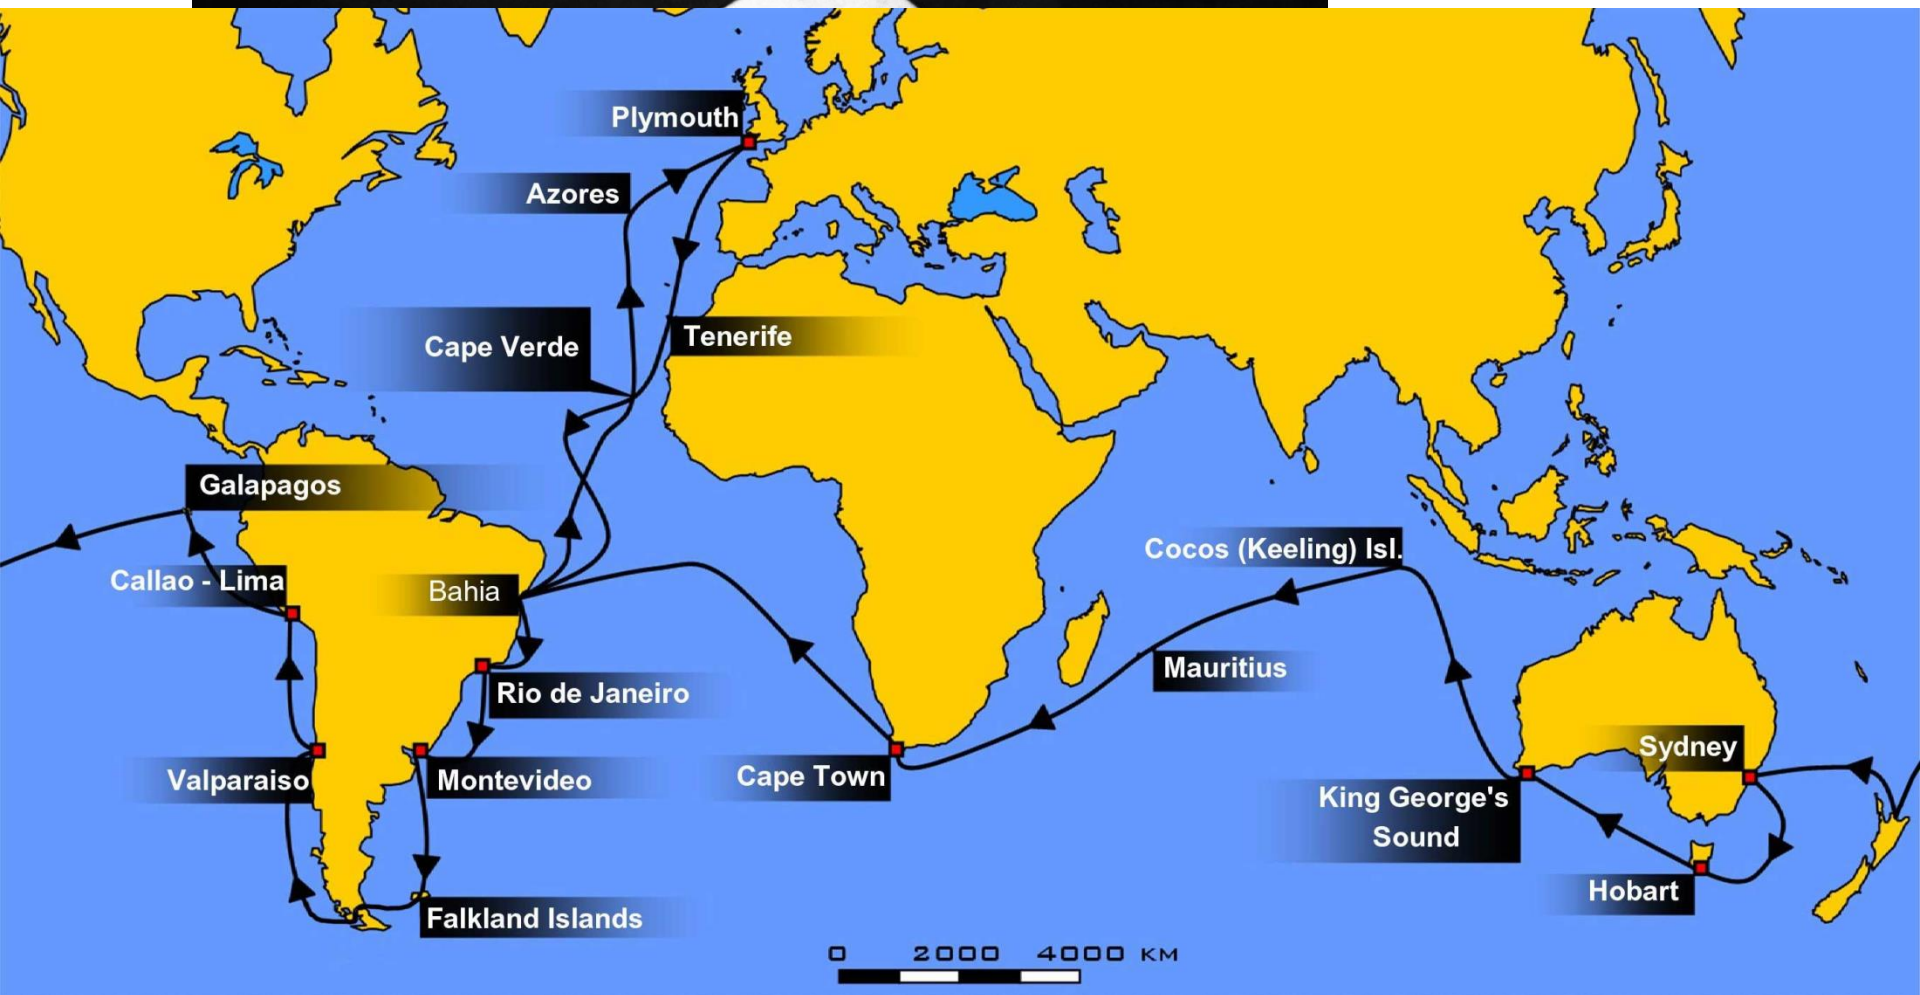 Plymouth
Azores
Cape Verde
Tenerife
Galapagos
Cocos (Keeling) Isl.
Callao - Lima
Bahia
Mauritius
Rio de Janeiro
Sydney
Valparaiso
Montevideo
Cape Town
King George's
Sound
Hobart
Falkland Islands
0 2000 4000 KM